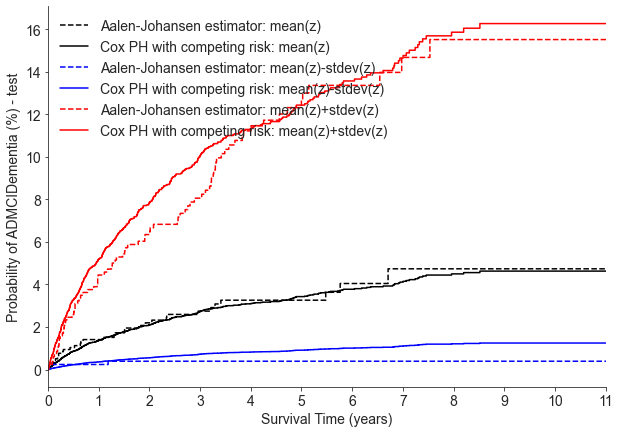 Aalen-Johansen estimator: mean(z)
Cox PH with competing risk: mean(z)
Aalen-Johansen estimator: mean(z)-stdev(z)
Cox PH with competing risk: mean(z)-stdev(z)
Aalen-Johansen estimator: mean(z)+stdev(z)
Cox PH with competing risk: mean(z)+stdev(z)
Probability of ADMCI|Dementia (%) - test
16
14
12
10
8
6
4
2
0
0 1 2 3 4 5 6 7 8 9 10 11
Survival Time (years)